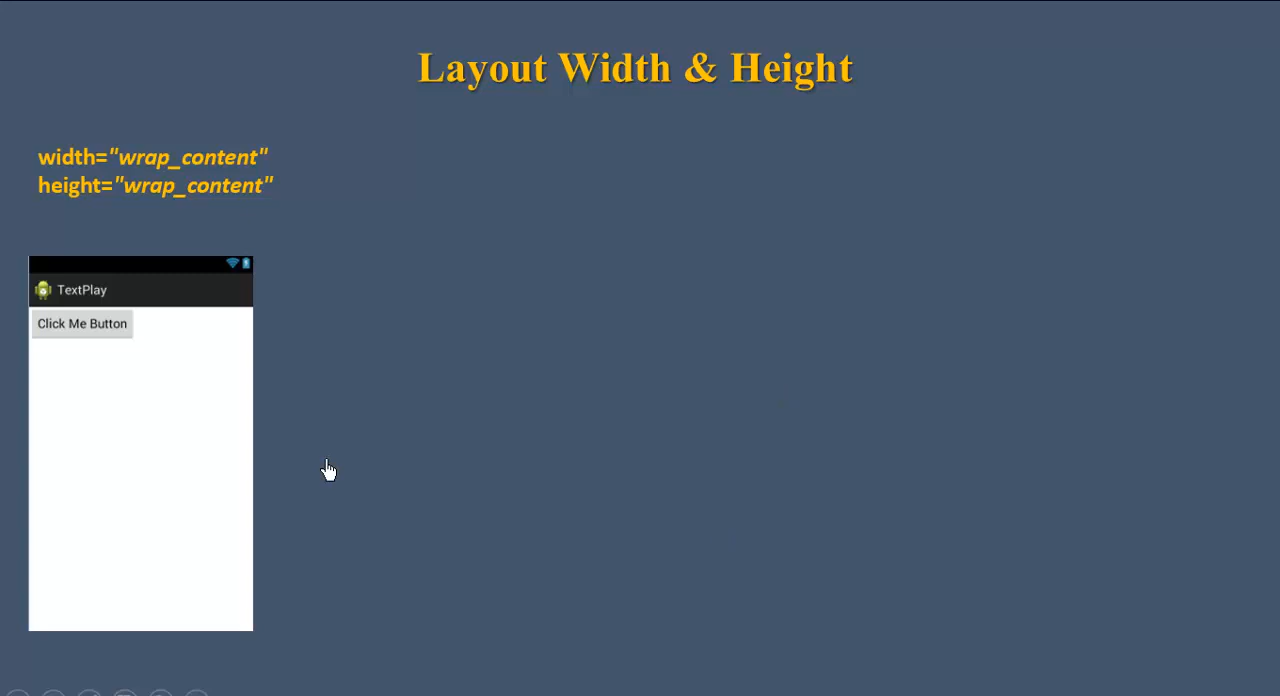 Layout Width & Height
width="wrap_content"
height="wrap_content"
TextPlay
Click Me Button